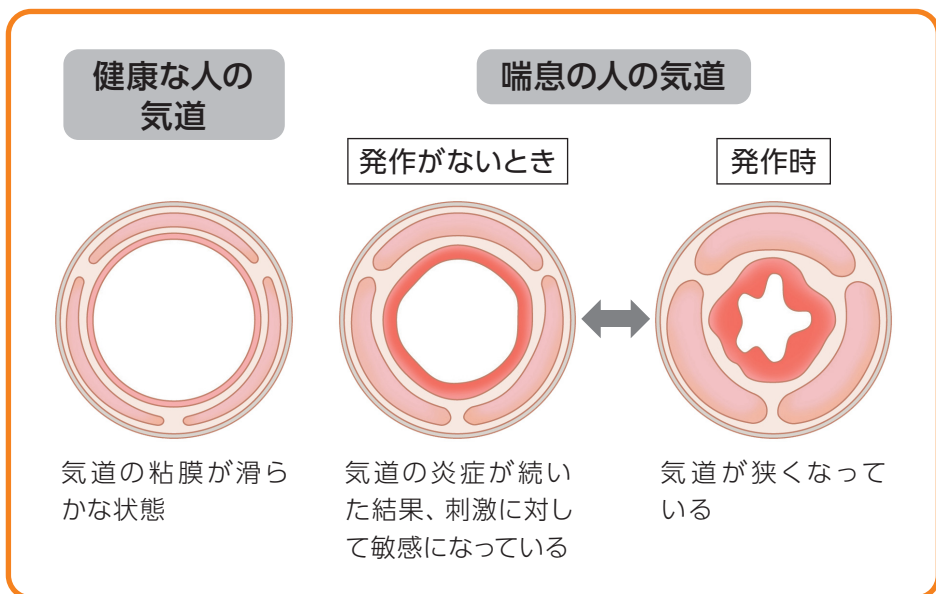 健康な人の
気道
喘息の人の気道
発作がないとき
発作時
気道の粘膜が滑ら
かな状態
気道の炎症が続い
た結果、刺激に対し
て敏感になっている
気道が狭くなって
いる